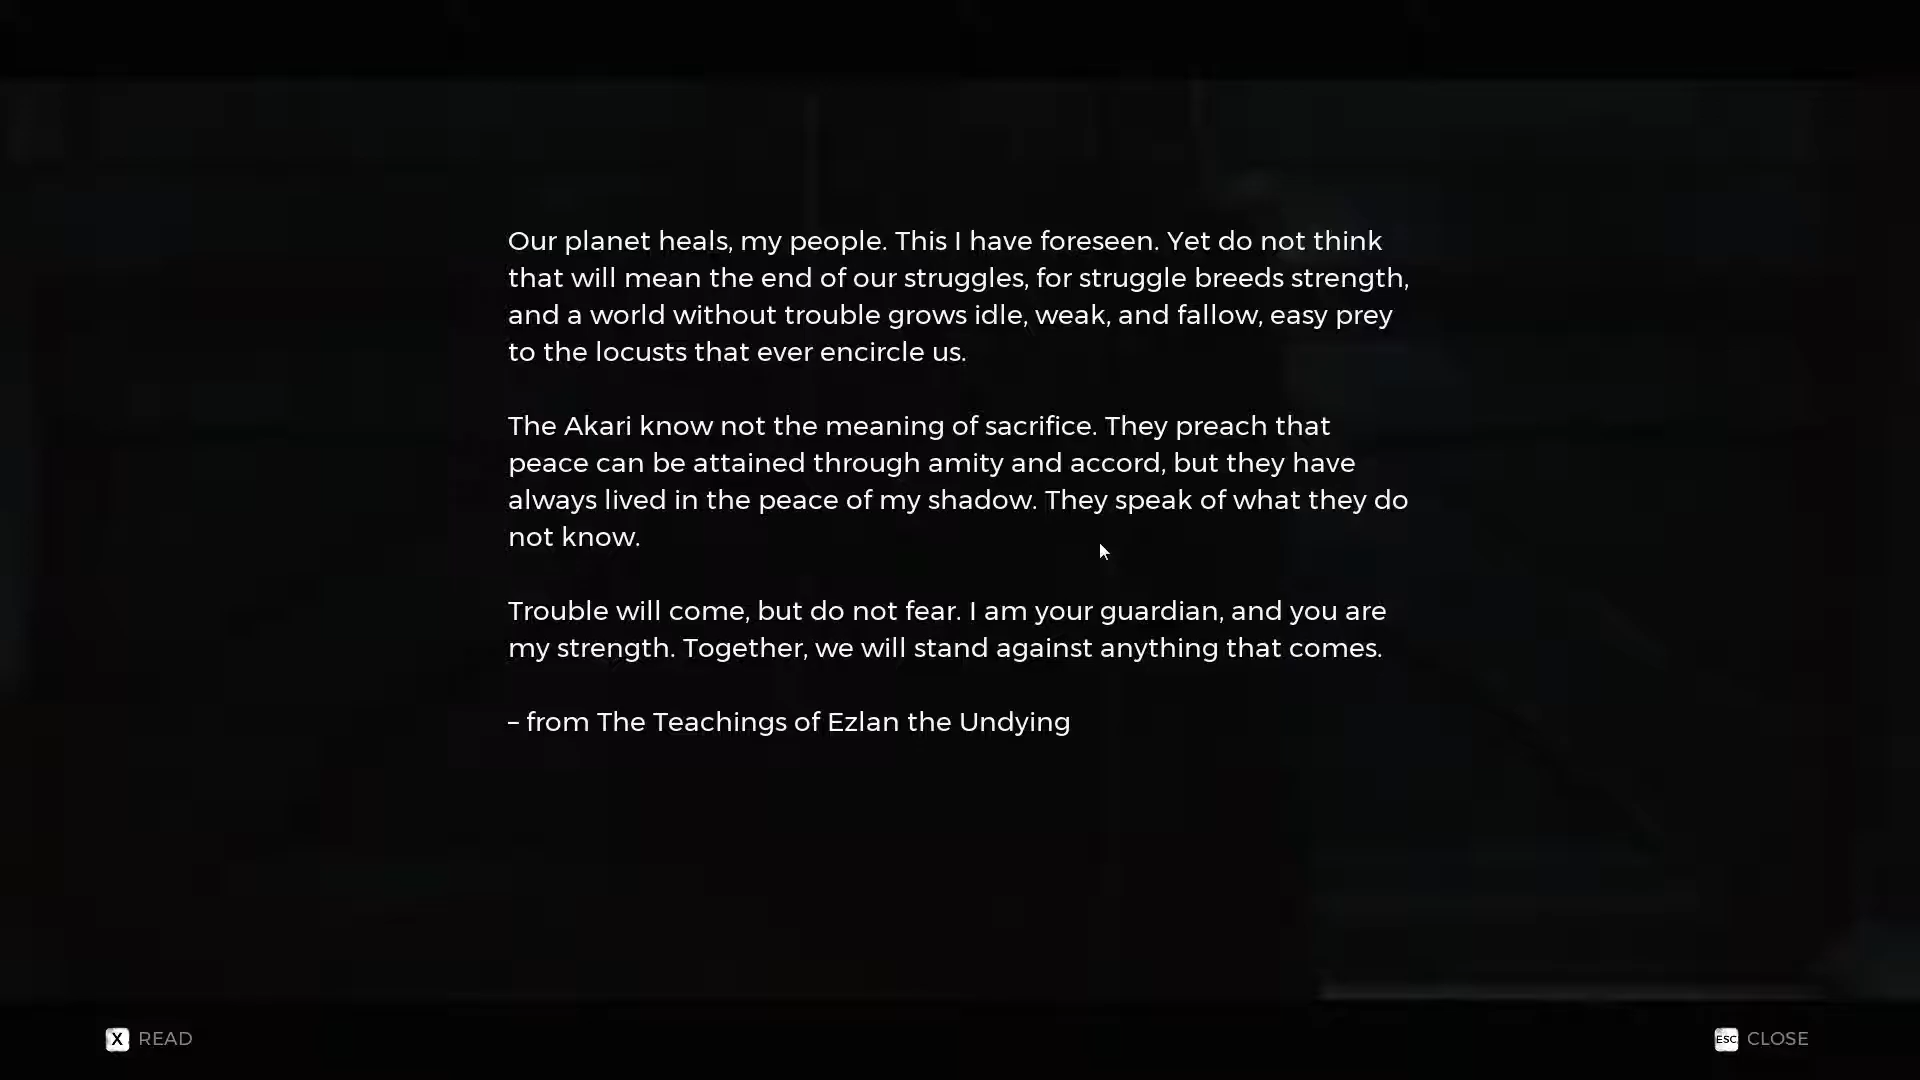 Our planet heals, my people. This I have foreseen. Yet do not think
that will mean the end of our struggles, for struggle breeds strength,
and a world without trouble grows idle, weak, and fallow, easy prey
to the locusts that ever encircle us.
The Akari know not the meaning of sacrifice. They preach that
peace can be attained through amity and accord, but they have
always lived in the peace of my shadow. They speak of what they do
not know.
Trouble will come, but do not fear. I am your guardian, and you are
my strength. Together, we will stand against anything that comes.
– from The Teachings of Ezlan the Undying
X READ
ESC CLOSE